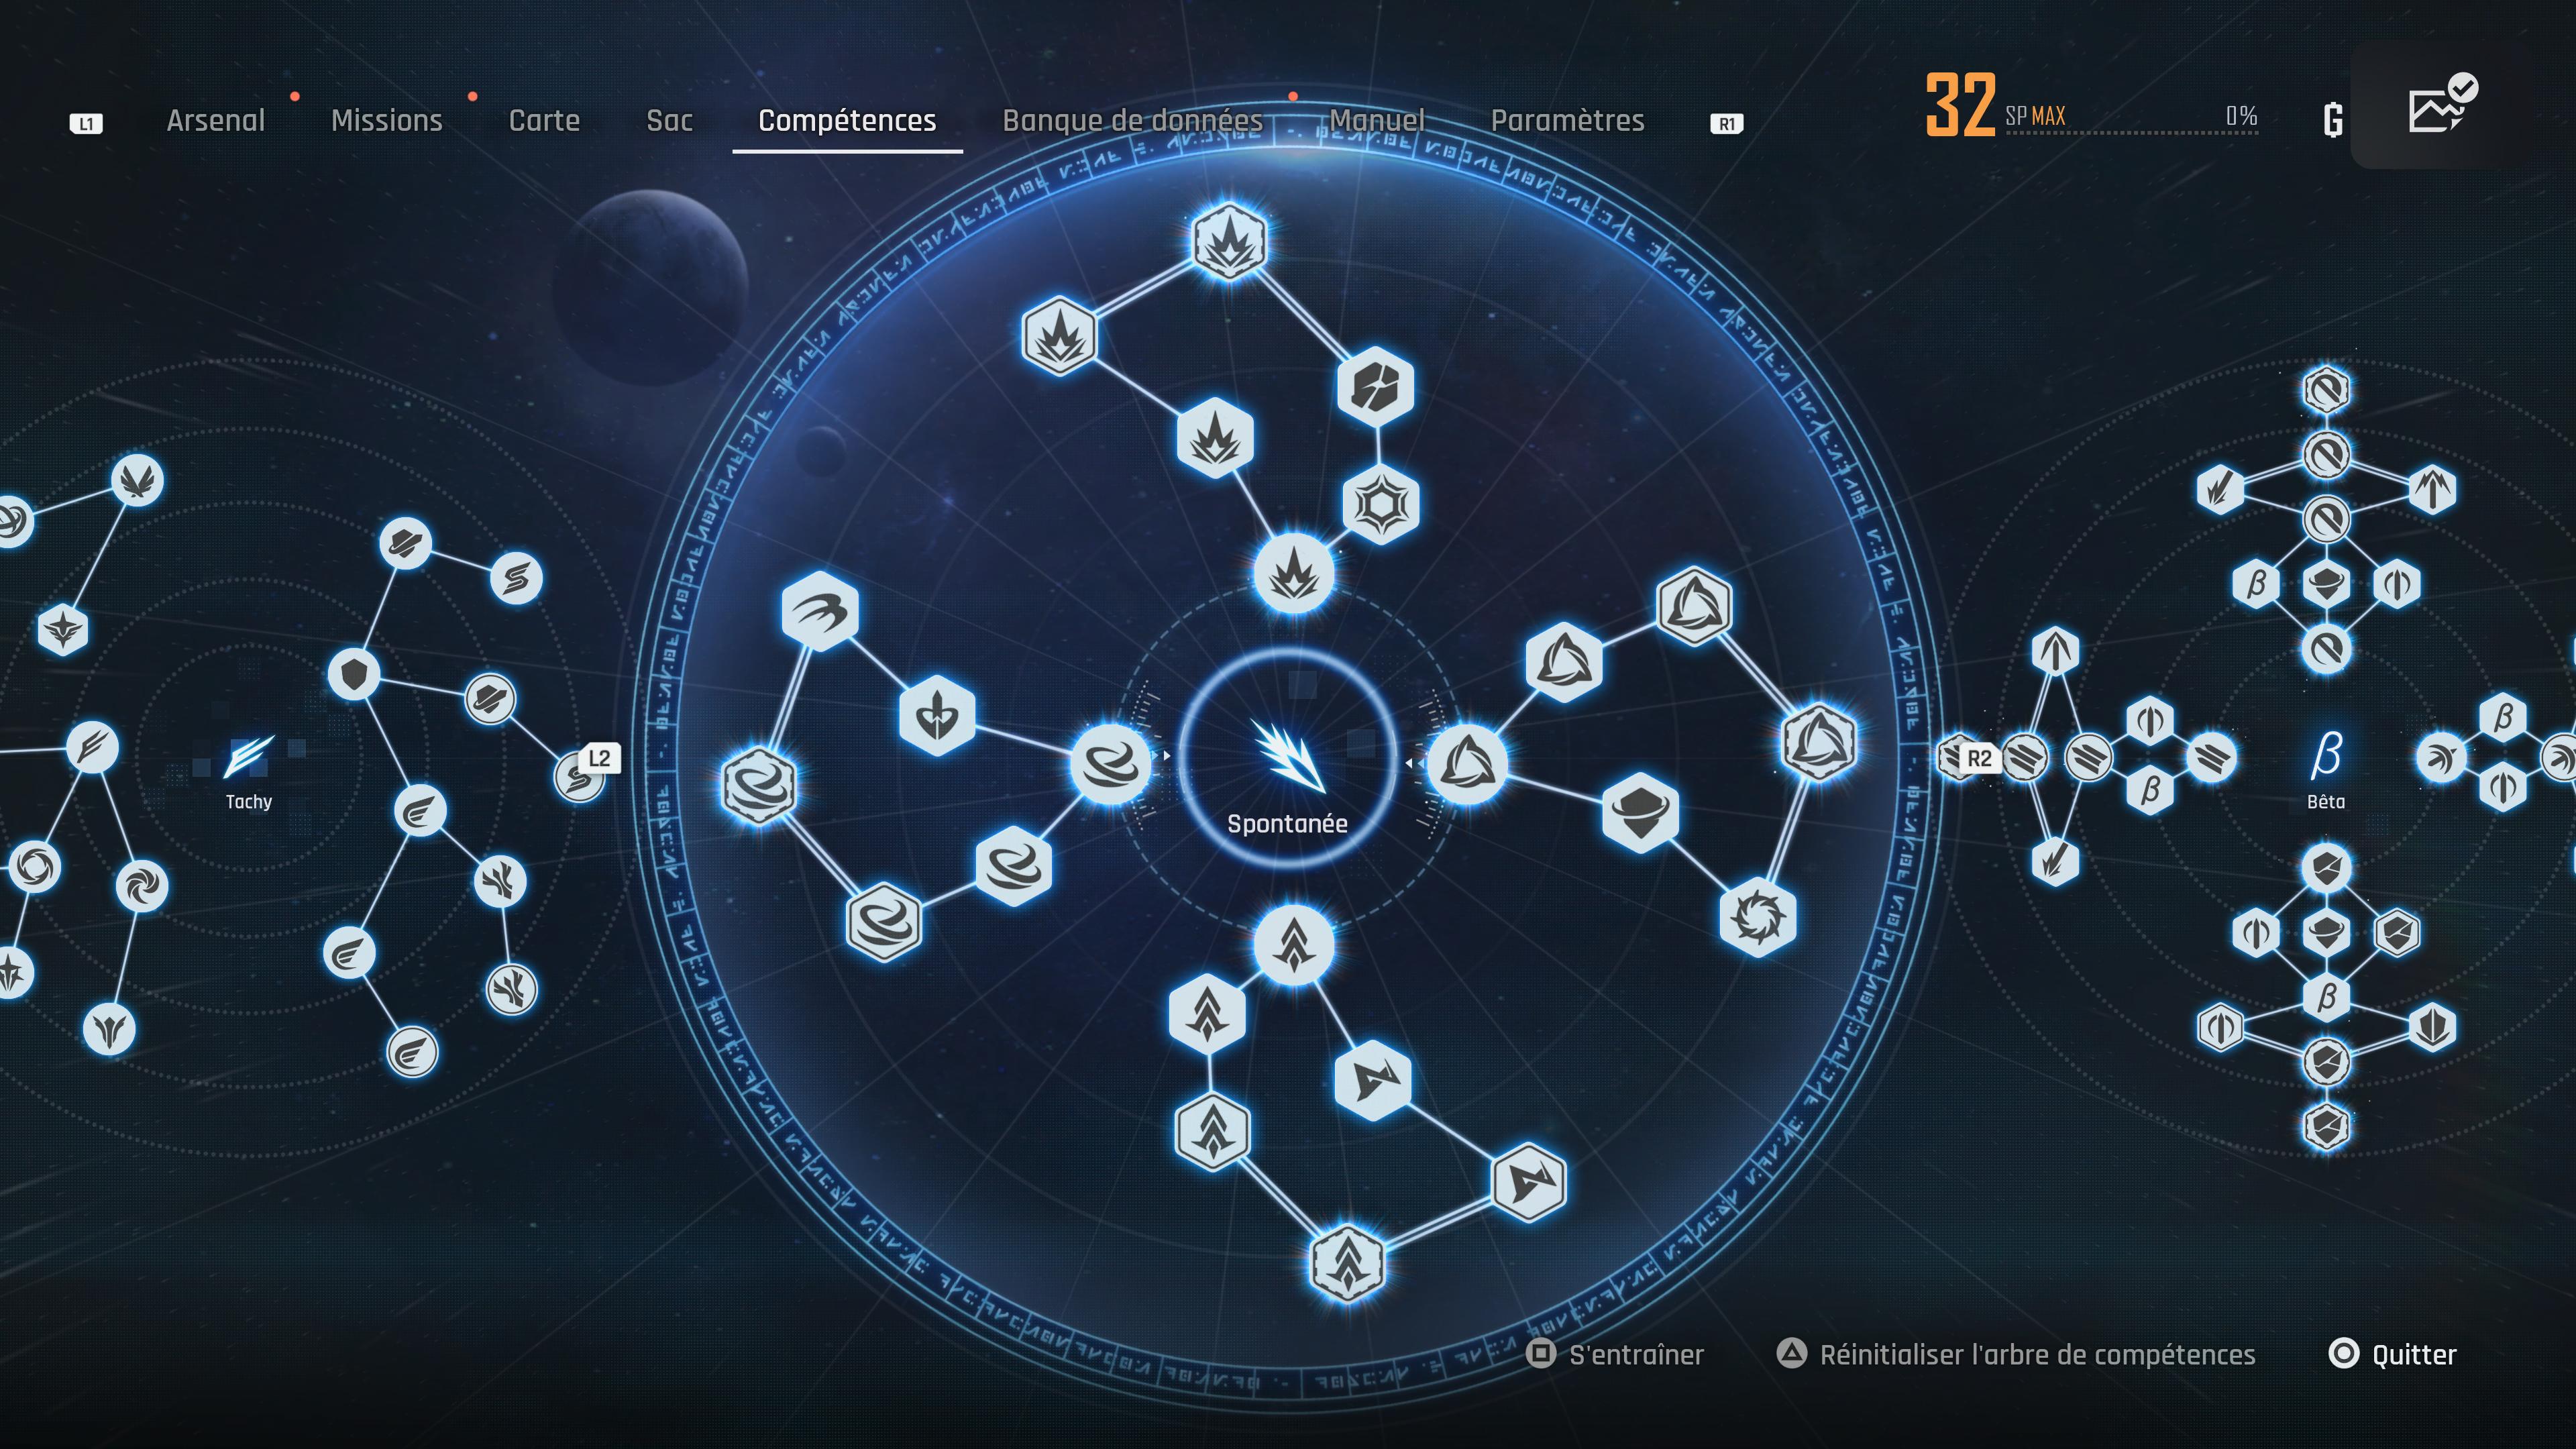 L1 Arsenal Missions Carte Sac Compétences Banque de données Manuel Paramètres R1
32 SP MAX 0% G
L2
R2
Tachy
Spontanée
β
Bêta
β
β
β
β
S'entraîner Réinitialiser l'arbre de compétences Quitter